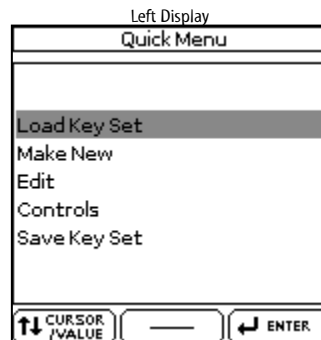 Left Display
Quick Menu
Load Key Set
Make New
Edit
Controls
Save Key Set
↑↓ CURSOR /VALUE — ↵ ENTER